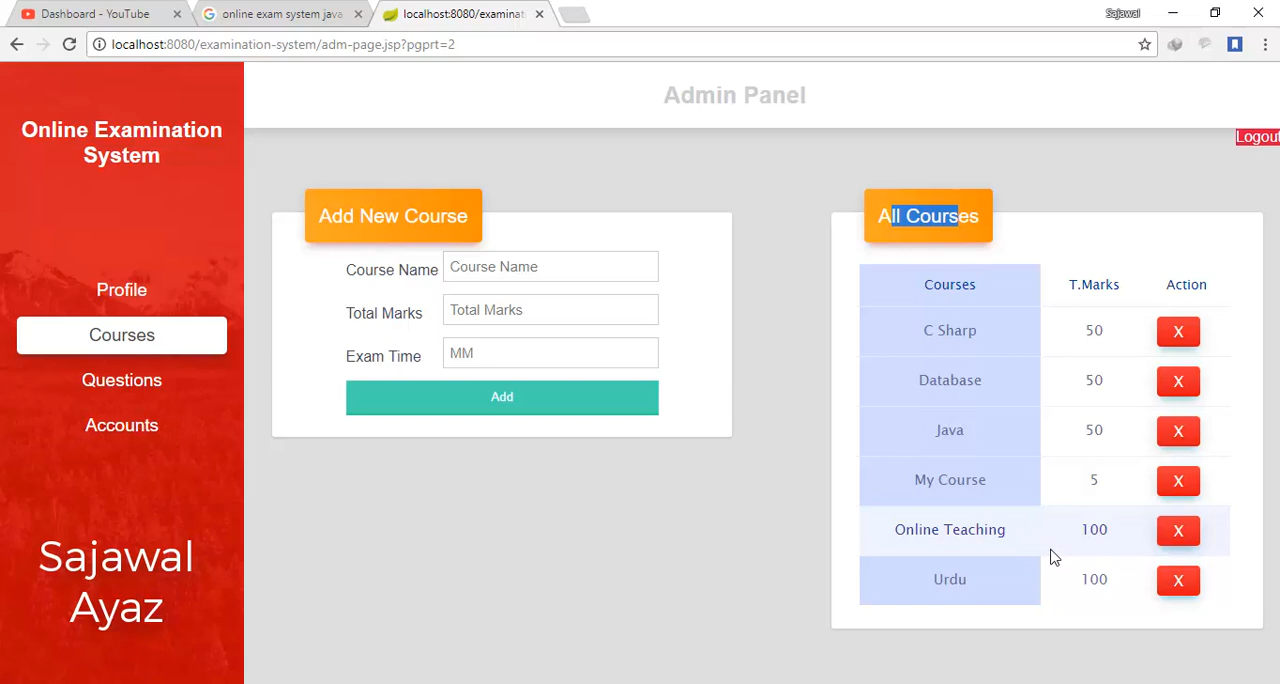 Dashboard - YouTube
online exam system java
localhost:8080/examinat
Sajawal
localhost:8080/examination-system/adm-page.jsp?pgprt=2
Online Examination
System
Profile
Courses
Questions
Accounts
Sajawal
Ayaz
Admin Panel
Logout
Add New Course
Course Name Course Name
Total Marks Total Marks
Exam Time MM
Add
All Courses
Courses T.Marks Action
C Sharp 50 X
Database 50 X
Java 50 X
My Course 5 X
Online Teaching 100 X
Urdu 100 X